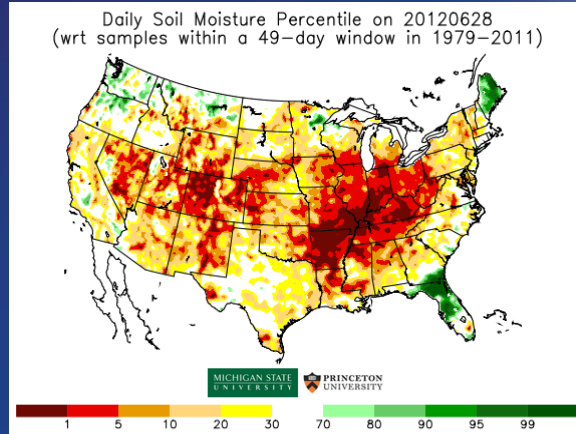 Daily Soil Moisture Percentile on 20120628
(wrt samples within a 49-day window in 1979-2011)
MICHIGAN STATE
UNIVERSITY
PRINCETON
UNIVERSITY
1 5 10 20 30 70 80 90 95 99